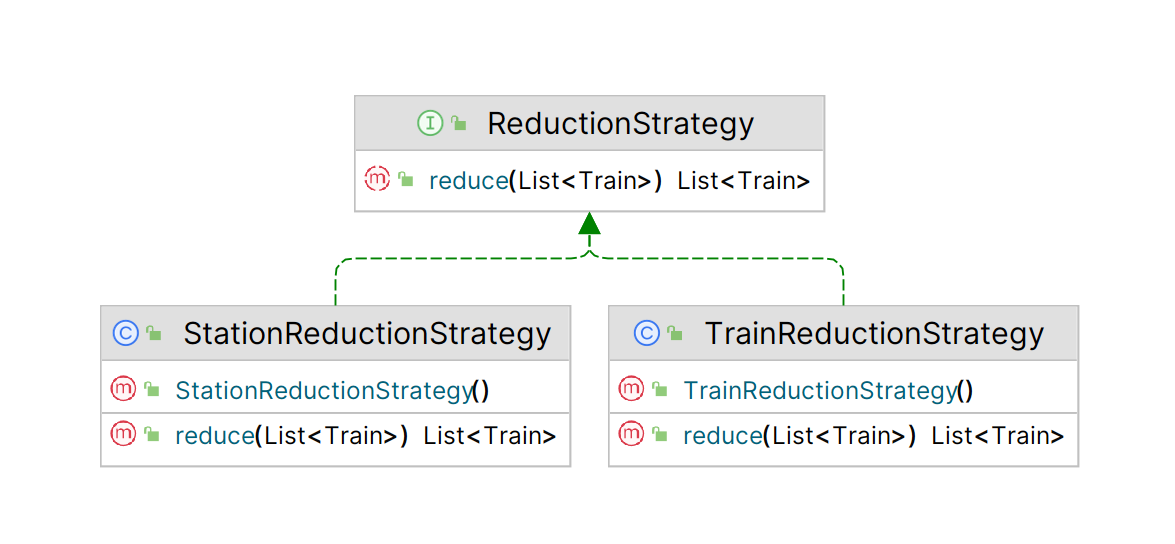 I ReductionStrategy
m reduce(List<Train>) List<Train>
C StationReductionStrategy
m StationReductionStrategy()
m reduce(List<Train>) List<Train>
C TrainReductionStrategy
m TrainReductionStrategy()
m reduce(List<Train>) List<Train>